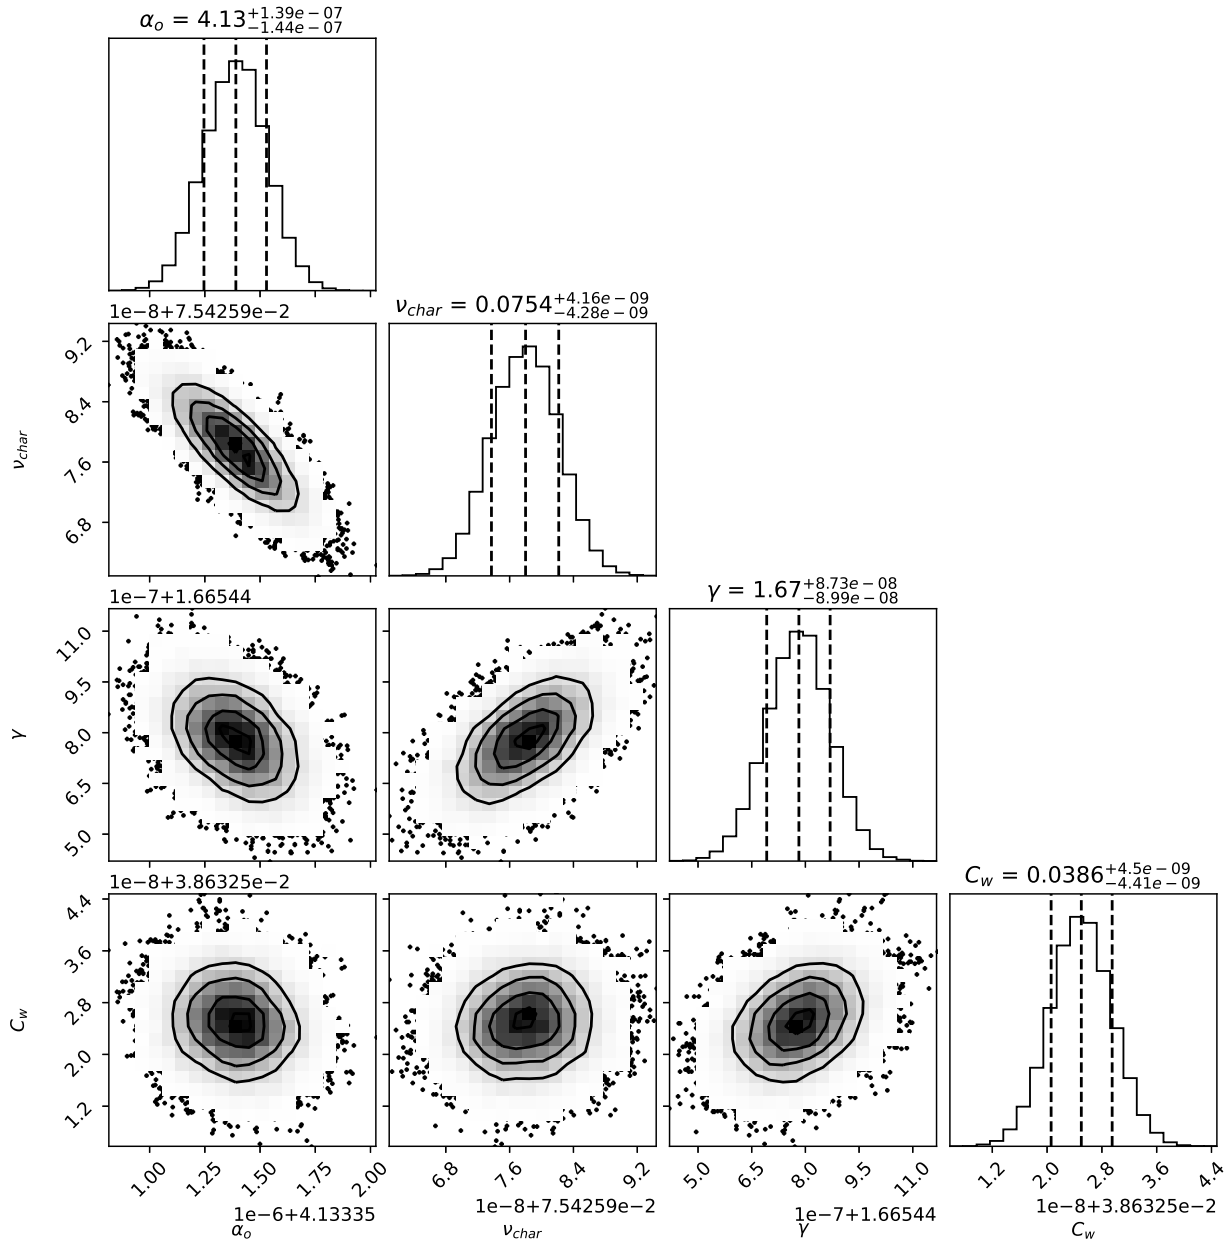 α_o = 4.13 +1.39e−07 −1.44e−07
1e-8+7.54259e-2
ν_char = 0.0754 +4.16e−09 −4.28e−09
9.2
8.4
7.6
6.8
ν_char
1e-7+1.66544
γ = 1.67 +8.73e−08 −8.99e−08
11.0
9.5
8.0
6.5
5.0
γ
1e-8+3.86325e-2
C_w = 0.0386 +4.5e−09 −4.41e−09
4.4
3.6
2.8
2.0
1.2
C_w
1.00 1.25 1.50 1.75 2.00 6.8 7.6 8.4 9.2 5.0 6.5 8.0 9.5 11.0 1.2 2.0 2.8 3.6 4.4
1e-6+4.13335 1e-8+7.54259e-2 1e-7+1.66544 1e-8+3.86325e-2
α_o ν_char γ C_w